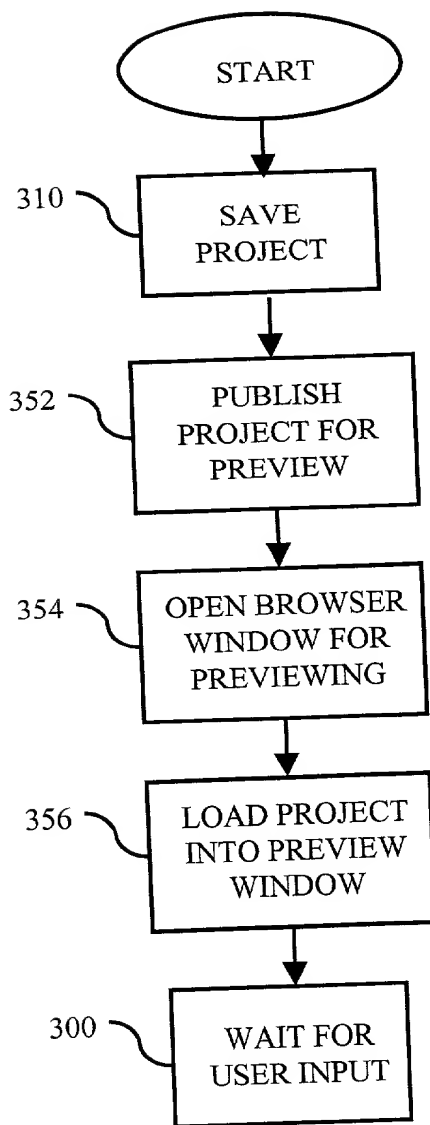 START
310
SAVE
PROJECT
352
PUBLISH
PROJECT FOR
PREVIEW
354
OPEN BROWSER
WINDOW FOR
PREVIEWING
356
LOAD PROJECT
INTO PREVIEW
WINDOW
300
WAIT FOR
USER INPUT